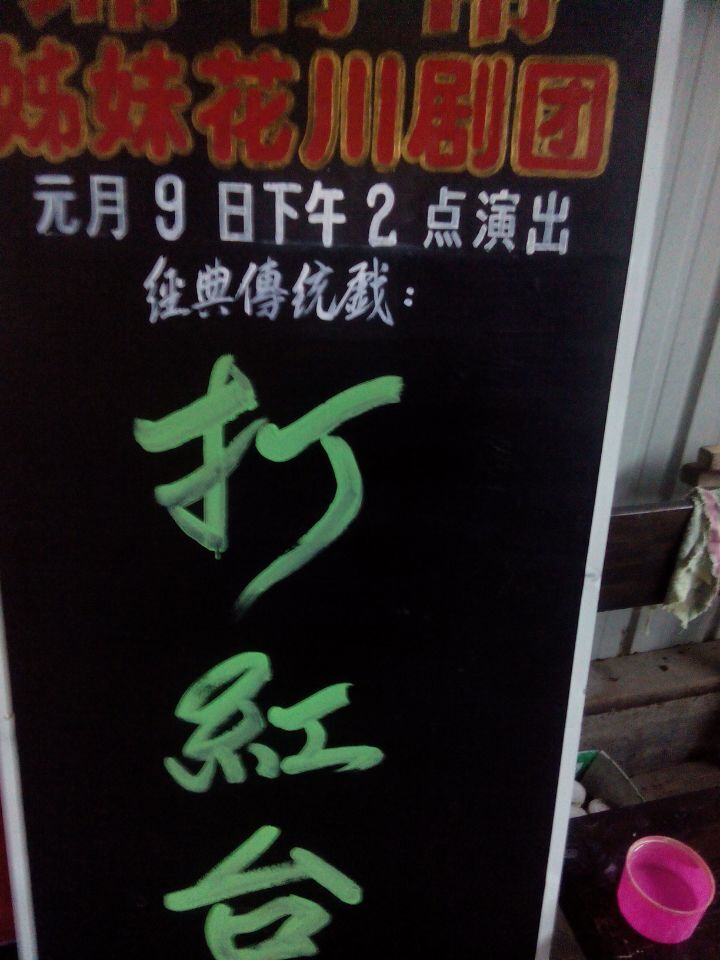 姊妹花川剧团
元月9日下午2点演出
經典傳统戲：
打
紅
台